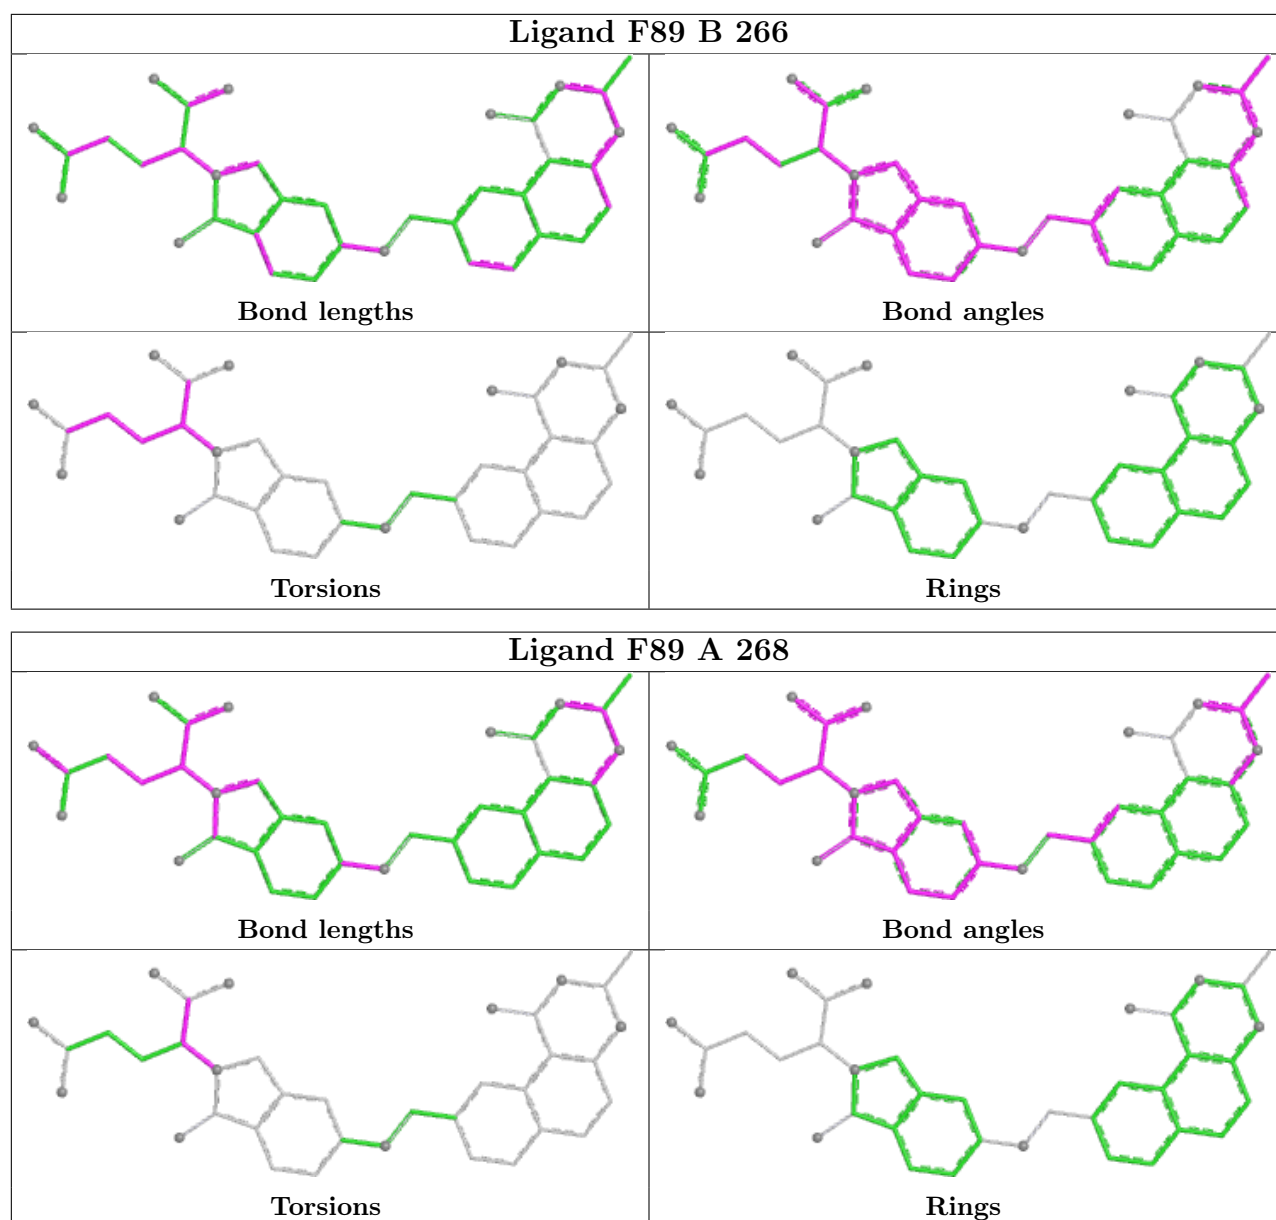 Ligand F89 B 266
Bond lengths
Bond angles
Torsions
Rings
Ligand F89 A 268
Bond lengths
Bond angles
Torsions
Rings